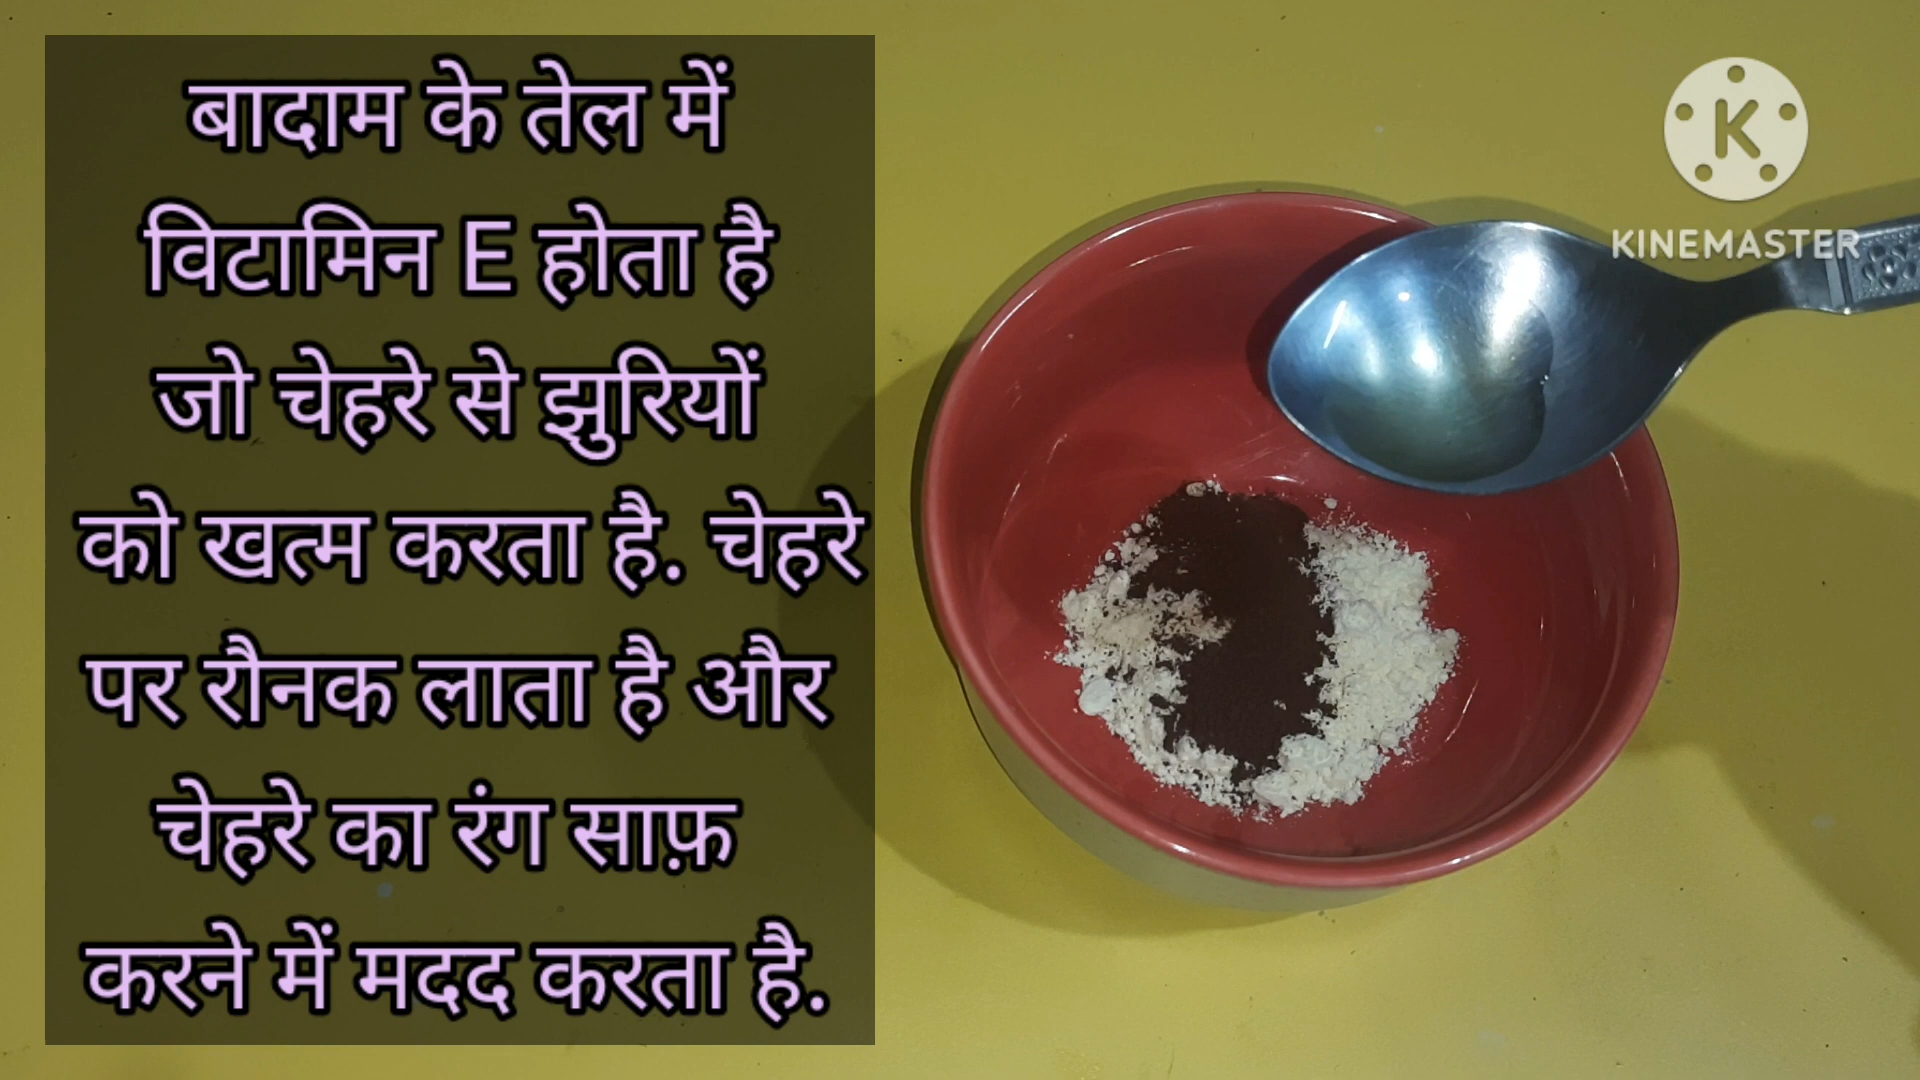 बादाम के तेल में
विटामिन E होता है
जो चेहरे से झुरियों
को खत्म करता है. चेहरे
पर रौनक लाता है और
चेहरे का रंग साफ़
करने में मदद करता है.
K
KINEMASTER